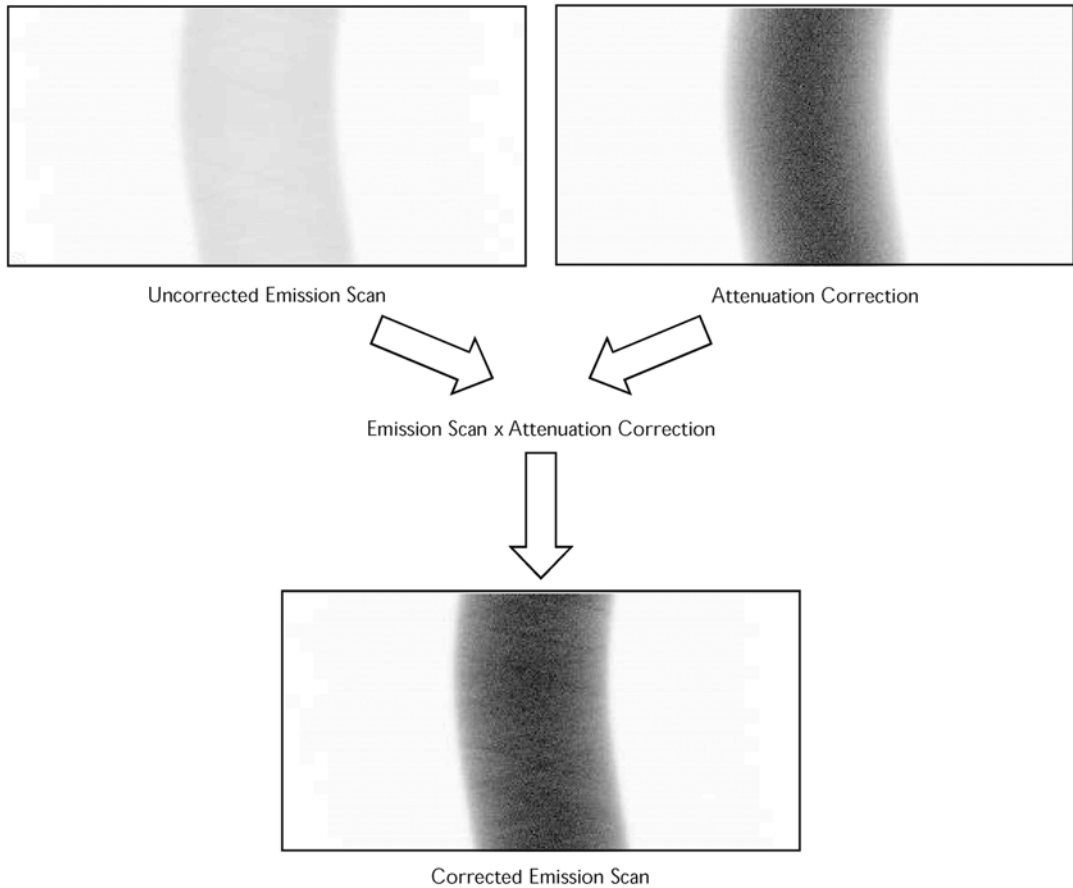 Uncorrected Emission Scan
Attenuation Correction
Emission Scan x Attenuation Correction
Corrected Emission Scan